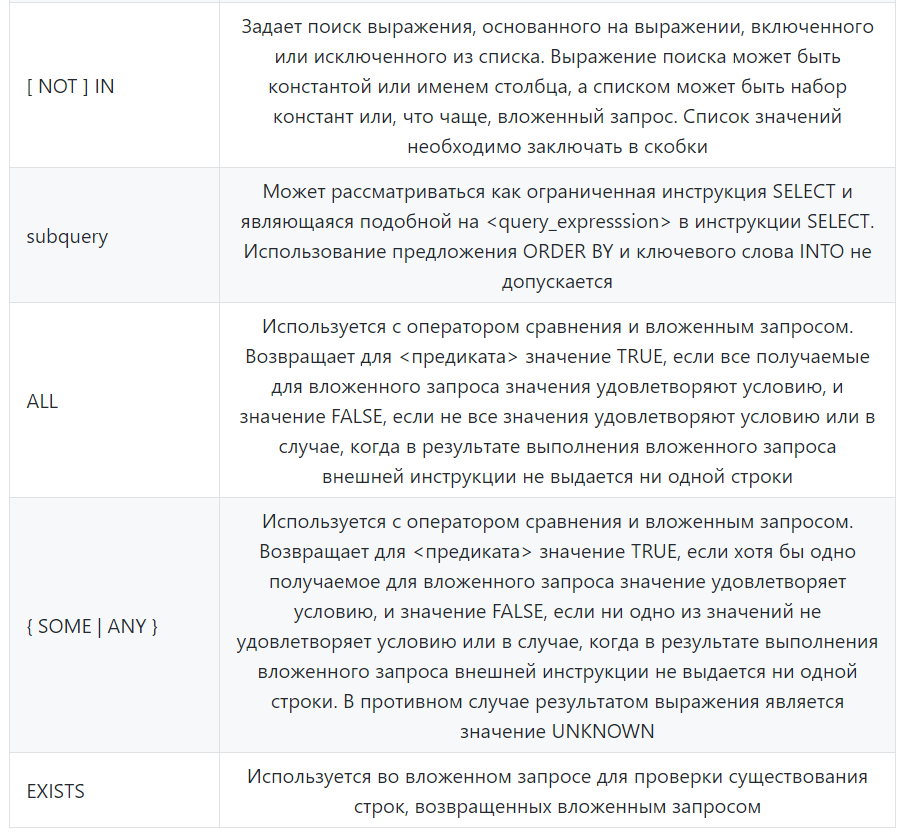 [ NOT ] IN
Задает поиск выражения, основанного на выражении, включенного
или исключенного из списка. Выражение поиска может быть
константой или именем столбца, а списком может быть набор
констант или, что чаще, вложенный запрос. Список значений
необходимо заключать в скобки
subquery
Может рассматриваться как ограниченная инструкция SELECT и
являющаяся подобной на <query_expresssion> в инструкции SELECT.
Использование предложения ORDER BY и ключевого слова INTO не
допускается
ALL
Используется с оператором сравнения и вложенным запросом.
Возвращает для <предиката> значение TRUE, если все получаемые
для вложенного запроса значения удовлетворяют условию, и
значение FALSE, если не все значения удовлетворяют условию или в
случае, когда в результате выполнения вложенного запроса
внешней инструкции не выдается ни одной строки
{ SOME | ANY }
Используется с оператором сравнения и вложенным запросом.
Возвращает для <предиката> значение TRUE, если хотя бы одно
получаемое для вложенного запроса значение удовлетворяет
условию, и значение FALSE, если ни одно из значений не
удовлетворяет условию или в случае, когда в результате выполнения
вложенного запроса внешней инструкции не выдается ни одной
строки. В противном случае результатом выражения является
значение UNKNOWN
EXISTS
Используется во вложенном запросе для проверки существования
строк, возвращенных вложенным запросом